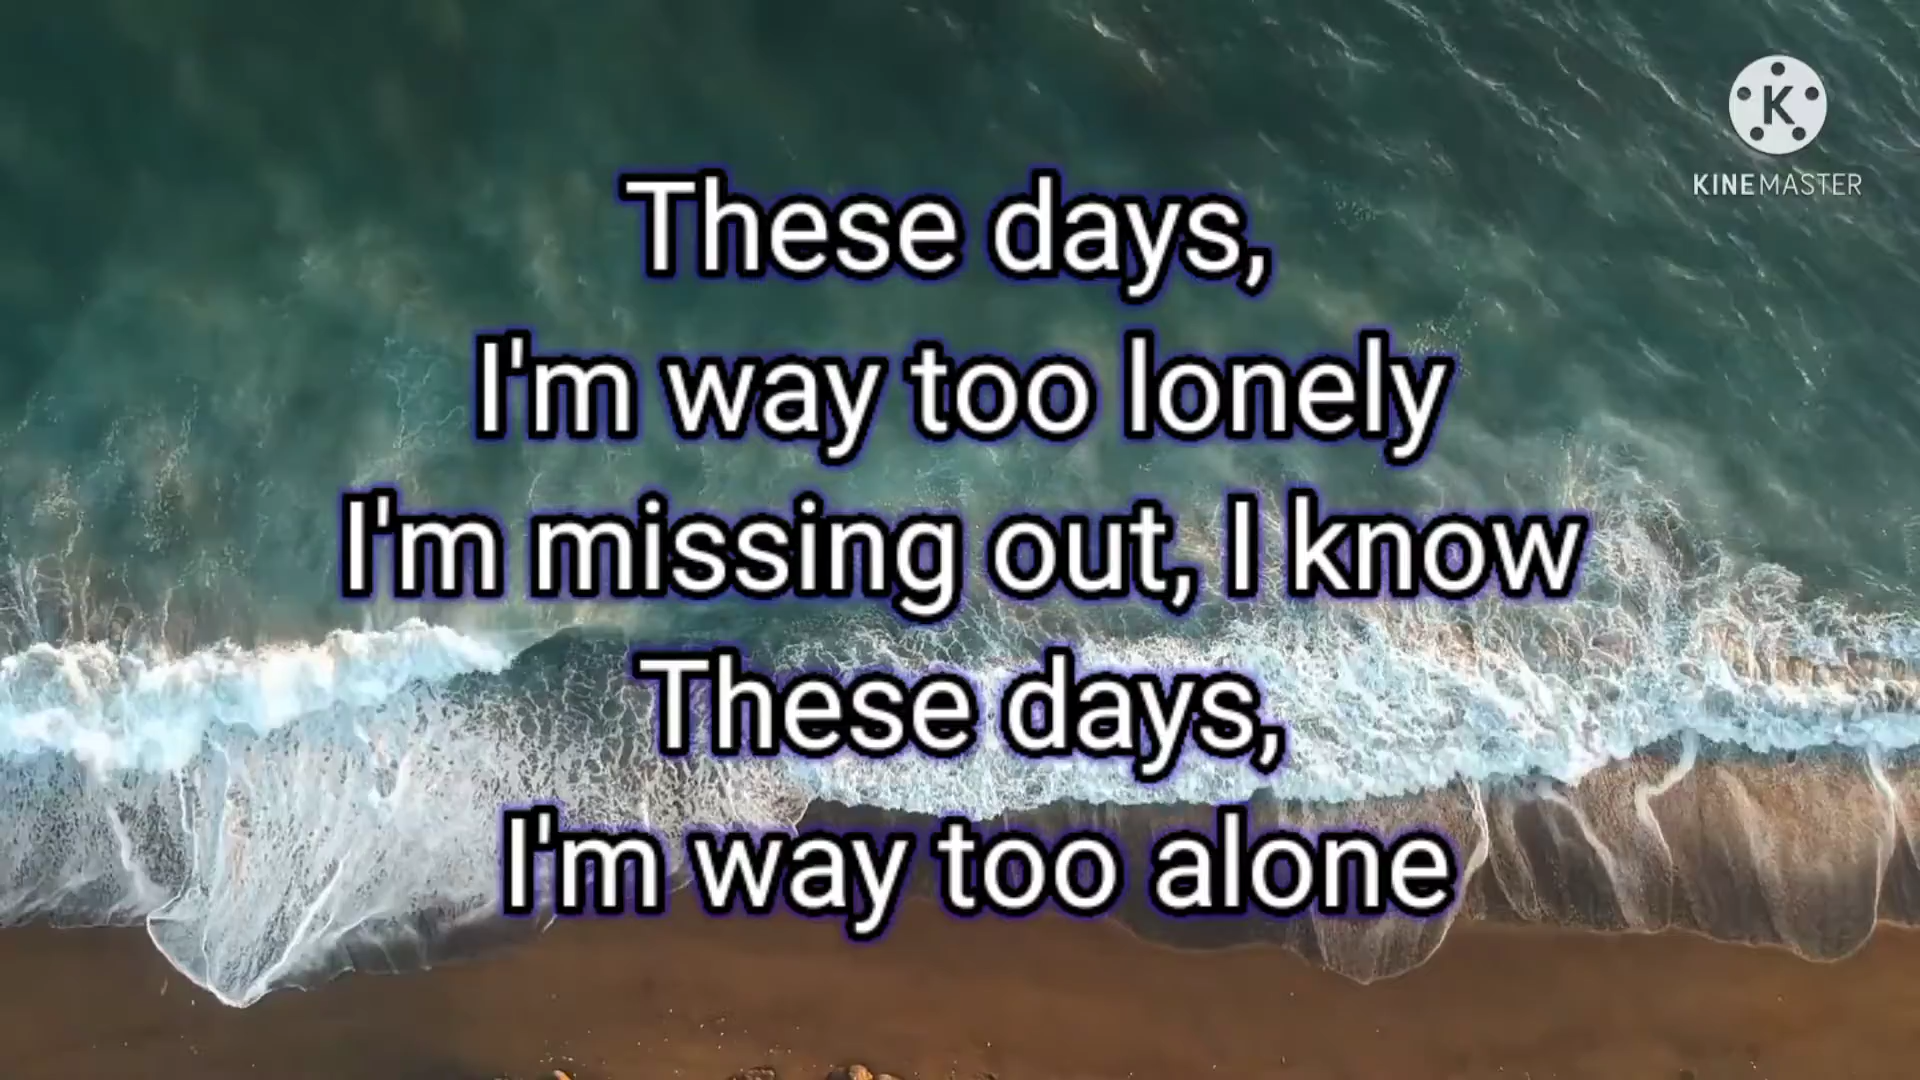 K
KINEMASTER
These days,
I'm way too lonely
I'm missing out, I know
These days,
I'm way too alone